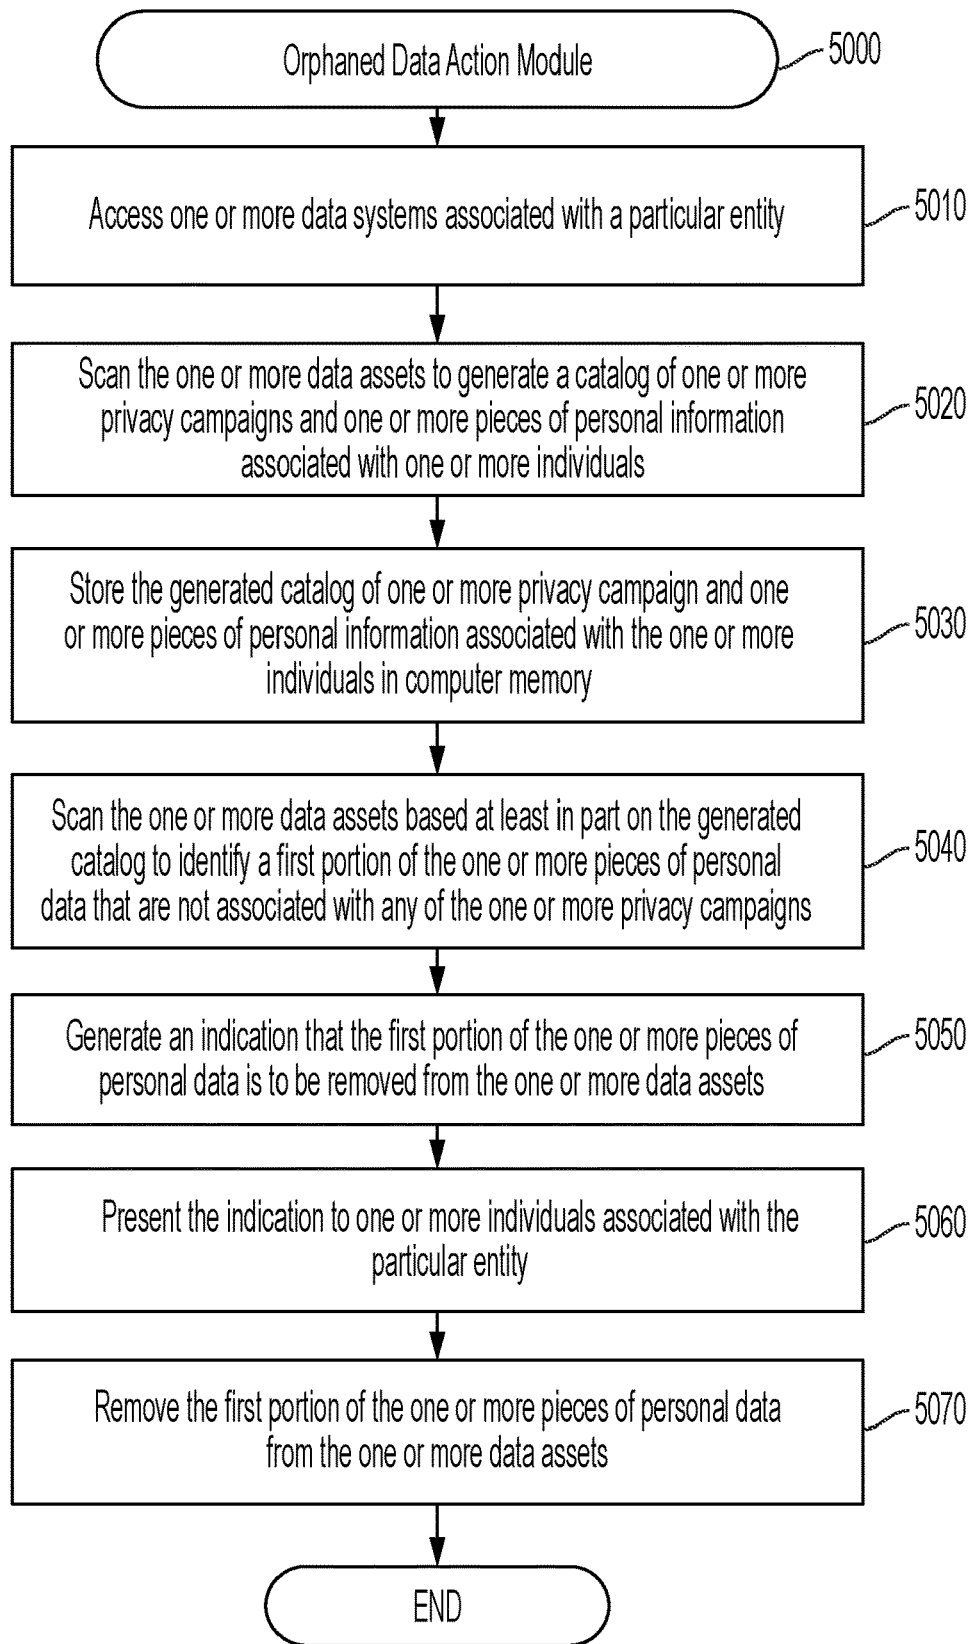 Orphaned Data Action Module
5000
Access one or more data systems associated with a particular entity
5010
Scan the one or more data assets to generate a catalog of one or more
privacy campaigns and one or more pieces of personal information
associated with one or more individuals
5020
Store the generated catalog of one or more privacy campaign and one
or more pieces of personal information associated with the one or more
individuals in computer memory
5030
Scan the one or more data assets based at least in part on the generated
catalog to identify a first portion of the one or more pieces of personal
data that are not associated with any of the one or more privacy campaigns
5040
Generate an indication that the first portion of the one or more pieces of
personal data is to be removed from the one or more data assets
5050
Present the indication to one or more individuals associated with the
particular entity
5060
Remove the first portion of the one or more pieces of personal data
from the one or more data assets
5070
END